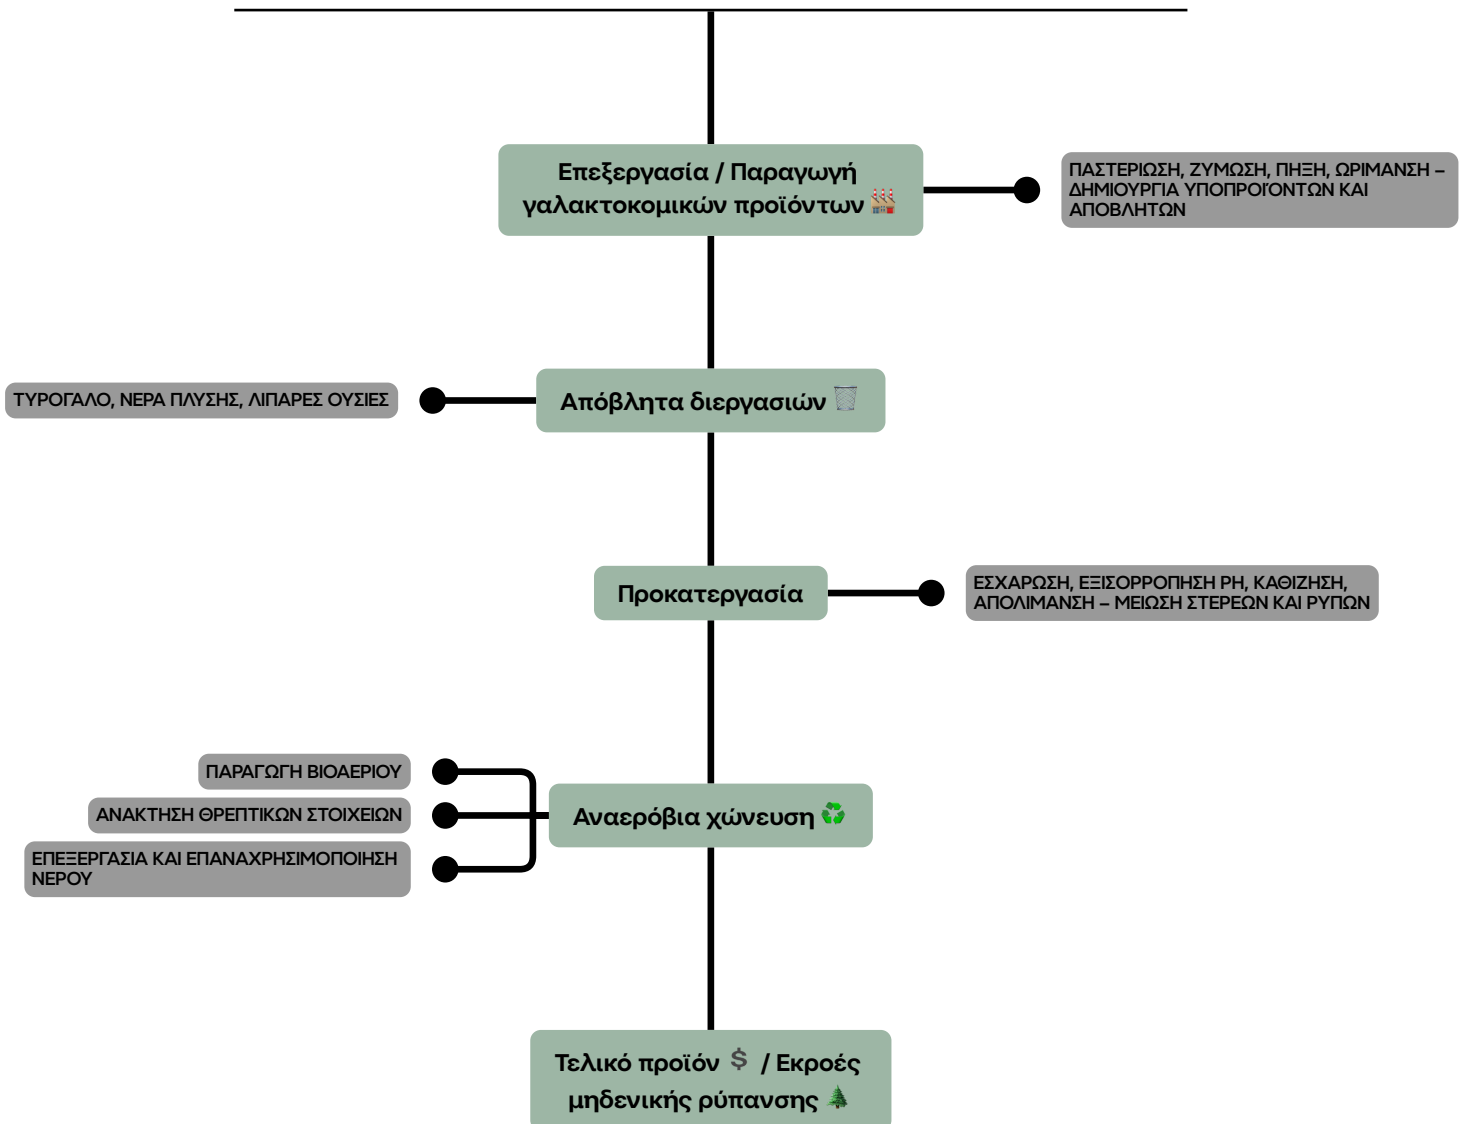 Επεξεργασία / Παραγωγή
γαλακτοκομικών προϊόντων
ΠΑΣΤΕΡΙΩΣΗ, ΖΥΜΩΣΗ, ΠΗΞΗ, ΩΡΙΜΑΝΣΗ –
ΔΗΜΙΟΥΡΓΙΑ ΥΠΟΠΡΟΪΌΝΤΩΝ ΚΑΙ
ΑΠΟΒΛΗΤΩΝ
ΤΥΡΟΓΑΛΟ, ΝΕΡΑ ΠΛΥΣΗΣ, ΛΙΠΑΡΕΣ ΟΥΣΙΕΣ
Απόβλητα διεργασιών
Προκατεργασία
ΕΣΧΑΡΩΣΗ, ΕΞΙΣΟΡΡΟΠΗΣΗ PH, ΚΑΘΙΖΗΣΗ,
ΑΠΟΛΙΜΑΝΣΗ – ΜΕΙΩΣΗ ΣΤΕΡΕΩΝ ΚΑΙ ΡΥΠΩΝ
ΠΑΡΑΓΩΓΗ ΒΙΟΑΕΡΙΟΥ
ΑΝΑΚΤΗΣΗ ΘΡΕΠΤΙΚΩΝ ΣΤΟΙΧΕΙΩΝ
ΕΠΕΞΕΡΓΑΣΙΑ ΚΑΙ ΕΠΑΝΑΧΡΗΣΙΜΟΠΟΙΗΣΗ
ΝΕΡΟΥ
Αναερόβια χώνευση
Τελικό προϊόν $ / Εκροές
μηδενικής ρύπανσης